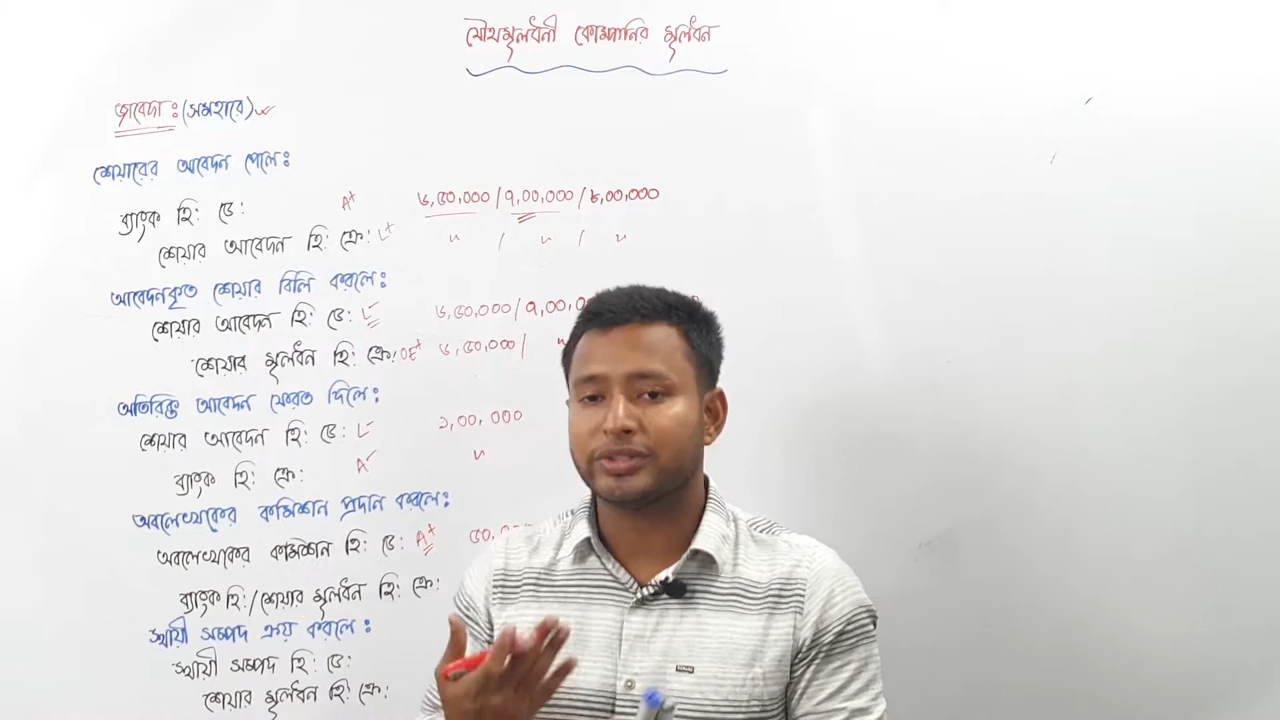 যৌথমূলধনী কোম্পানির মূলধন
জাবেদা : (সমহারে)
শেয়ারের আবেদন পেলে :
ব্যাংক হি: ডে: A+ ৬,৫০,০০০ / ৭,০০,০০০ / ৮,০০,০০০
শেয়ার আবেদন হি: ক্রে: L+ " / " / "
আবেদনকৃত শেয়ার বিলি করলে :
শেয়ার আবেদন হি: ডে: L- ৬,৫০,০০০ / ৭,০০,০
শেয়ার মূলধন হি: ক্রে: OE+ ৬,৫০,০০০ / "
অতিরিক্ত আবেদন ফেরত দিলে :
শেয়ার আবেদন হি: ডে: L- ১,০০,০০০
ব্যাংক হি: ক্রে: A- "
অবলেখকের কমিশন প্রদান করলে :
অবলেখকের কমিশন হি: ডে: A+ ৫০,
ব্যাংক হি:/শেয়ার মূলধন হি: ক্রে:
স্থায়ী সম্পদ ক্রয় করলে :
স্থায়ী সম্পদ হি: ডে:
শেয়ার মূলধন হি: ক্রে: